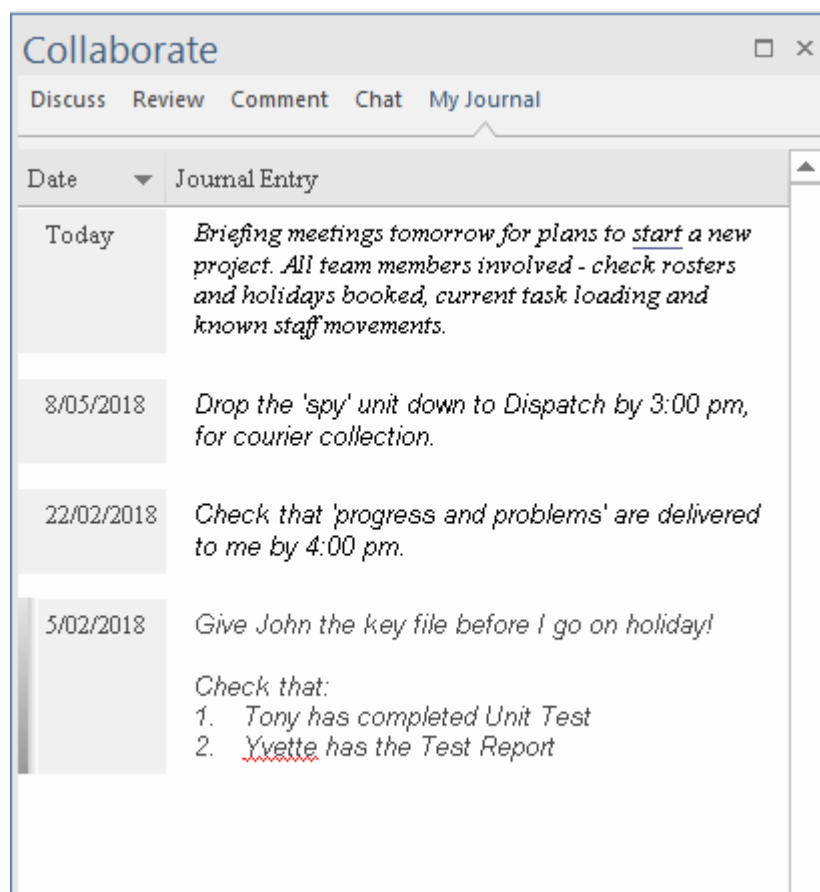 Collaborate
Discuss Review Comment Chat My Journal
Date Journal Entry
Today Briefing meetings tomorrow for plans to start a new
project. All team members involved - check rosters
and holidays booked, current task loading and
known staff movements.
8/05/2018 Drop the 'spy' unit down to Dispatch by 3:00 pm,
for courier collection.
22/02/2018 Check that 'progress and problems' are delivered
to me by 4:00 pm.
5/02/2018 Give John the key file before I go on holiday!
Check that:
1. Tony has completed Unit Test
2. Yvette has the Test Report